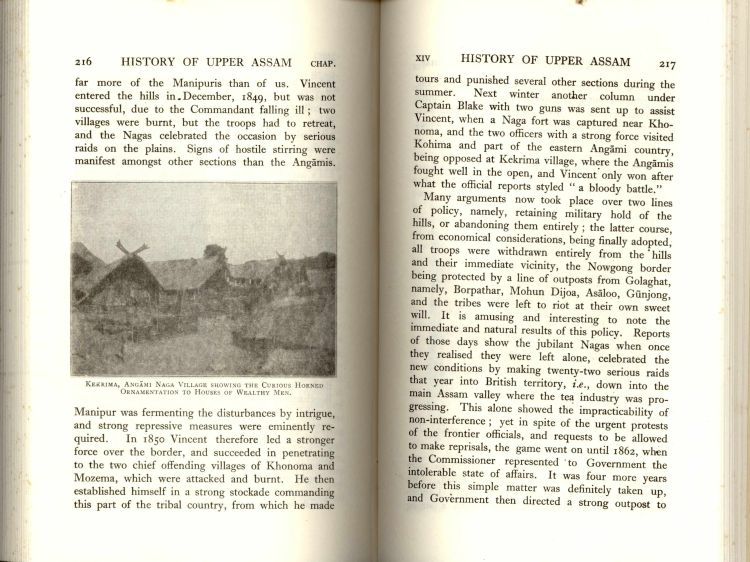 216 HISTORY OF UPPER ASSAM CHAP.
far more of the Manipuris than of us. Vincent
entered the hills in December, 1849, but was not
successful, due to the Commandant falling ill; two
villages were burnt, but the troops had to retreat,
and the Nagas celebrated the occasion by serious
raids on the plains. Signs of hostile stirring were
manifest amongst other sections than the Angāmis.
KEKRIMA, ANGĀMI NAGA VILLAGE SHOWING THE CURIOUS HORNED
ORNAMENTATION TO HOUSES OF WEALTHY MEN.
Manipur was fermenting the disturbances by intrigue,
and strong repressive measures were eminently re-
quired. In 1850 Vincent therefore led a stronger
force over the border, and succeeded in penetrating
to the two chief offending villages of Khonoma and
Mozema, which were attacked and burnt. He then
established himself in a strong stockade commanding
this part of the tribal country, from which he made
XIV HISTORY OF UPPER ASSAM 217
tours and punished several other sections during the
summer. Next winter another column under
Captain Blake with two guns was sent up to assist
Vincent, when a Naga fort was captured near Kho-
noma, and the two officers with a strong force visited
Kohima and part of the eastern Angāmi country,
being opposed at Kekrima village, where the Angāmis
fought well in the open, and Vincent only won after
what the official reports styled "a bloody battle."
Many arguments now took place over two lines
of policy, namely, retaining military hold of the
hills, or abandoning them entirely; the latter course,
from economical considerations, being finally adopted,
all troops were withdrawn entirely from the hills
and their immediate vicinity, the Nowgong border
being protected by a line of outposts from Golaghat,
namely, Borpathar, Mohun Dijoa, Asāloo, Gūnjong,
and the tribes were left to riot at their own sweet
will. It is amusing and interesting to note the
immediate and natural results of this policy. Reports
of those days show the jubilant Nagas when once
they realised they were left alone, celebrated the
new conditions by making twenty-two serious raids
that year into British territory, i.e., down into the
main Assam valley where the tea industry was pro-
gressing. This alone showed the impracticability of
non-interference; yet in spite of the urgent protests
of the frontier officials, and requests to be allowed
to make reprisals, the game went on until 1862, when
the Commissioner represented to Government the
intolerable state of affairs. It was four more years
before this simple matter was definitely taken up,
and Government then directed a strong outpost to